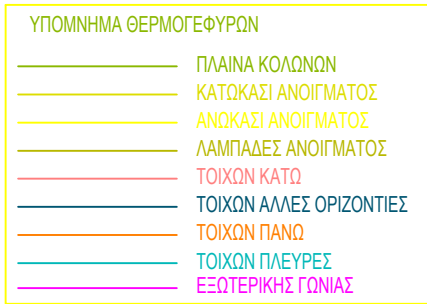 ΥΠΟΜΝΗΜΑ ΘΕΡΜΟΓΕΦΥΡΩΝ
ΠΛΑΙΝΑ ΚΟΛΩΝΩΝ
ΚΑΤΩΚΑΣΙ ΑΝΟΙΓΜΑΤΟΣ
ΑΝΩΚΑΣΙ ΑΝΟΙΓΜΑΤΟΣ
ΛΑΜΠΑΔΕΣ ΑΝΟΙΓΜΑΤΟΣ
ΤΟΙΧΩΝ ΚΑΤΩ
ΤΟΙΧΩΝ ΑΛΛΕΣ ΟΡΙΖΟΝΤΙΕΣ
ΤΟΙΧΩΝ ΠΑΝΩ
ΤΟΙΧΩΝ ΠΛΕΥΡΕΣ
ΕΞΩΤΕΡΙΚΗΣ ΓΩΝΙΑΣ